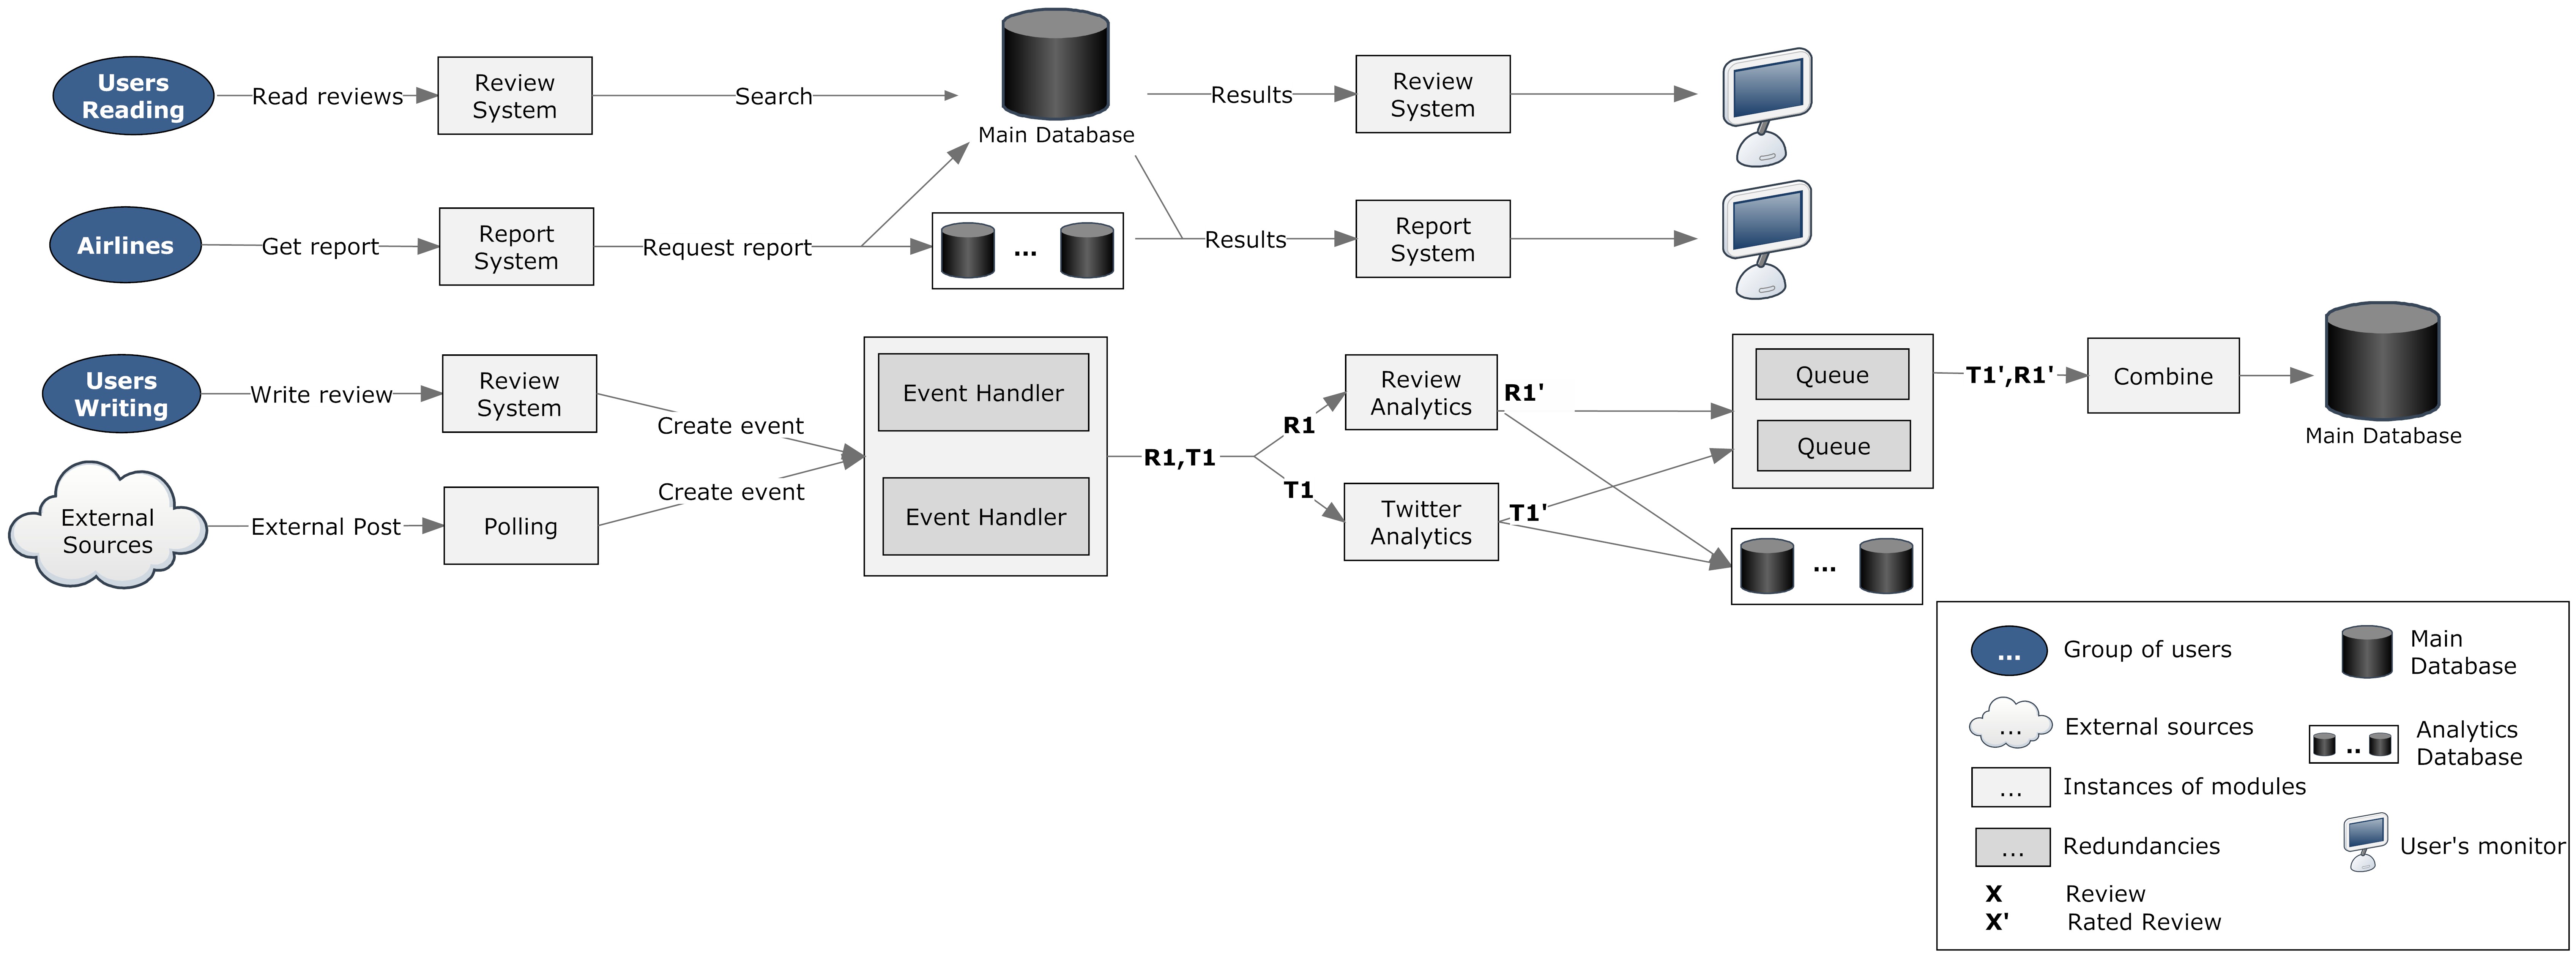 Users
Reading
Read reviews
Review
System
Search
Main Database
Results
Review
System
Airlines
Get report
Report
System
Request report
...
Results
Report
System
Users
Writing
Write review
Review
System
Create event
External
Sources
External Post
Polling
Create event
Event Handler
Event Handler
R1,T1
R1
T1
Review
Analytics
R1'
Twitter
Analytics
T1'
Queue
Queue
...
T1',R1'
Combine
Main Database
...
Group of users
Main
Database
...
External sources
..
Analytics
Database
...
Instances of modules
...
Redundancies
User's monitor
X
Review
X'
Rated Review